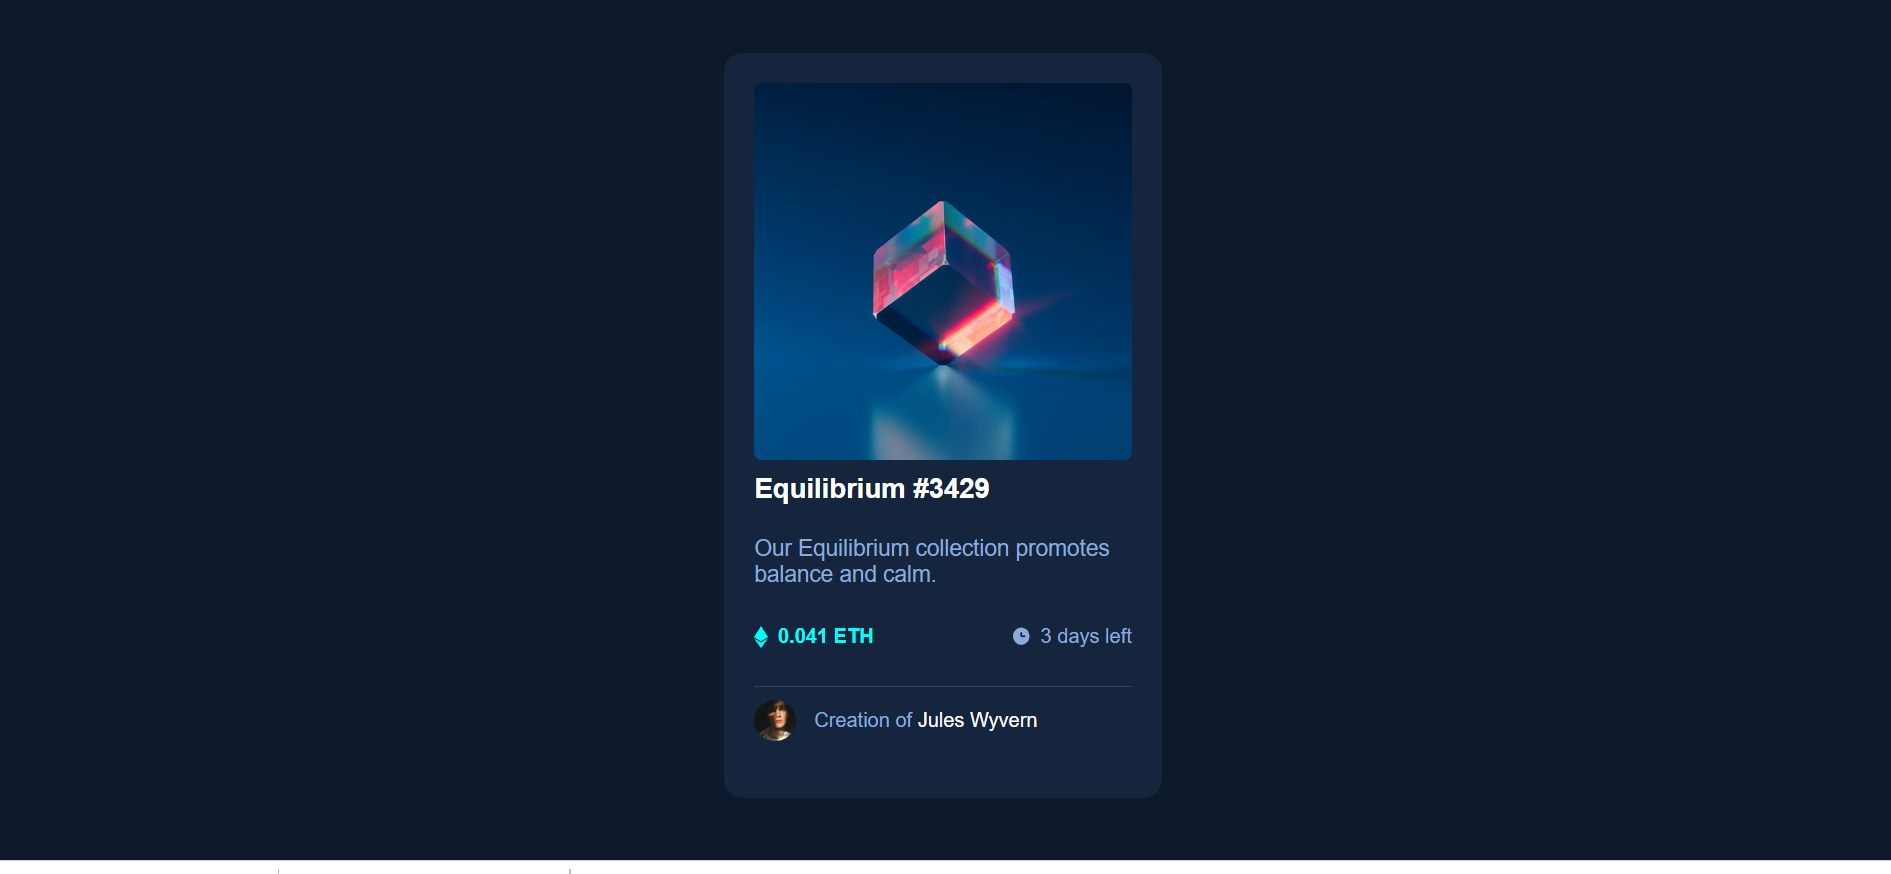 Equilibrium #3429
Our Equilibrium collection promotes
balance and calm.
0.041 ETH
3 days left
Creation of Jules Wyvern